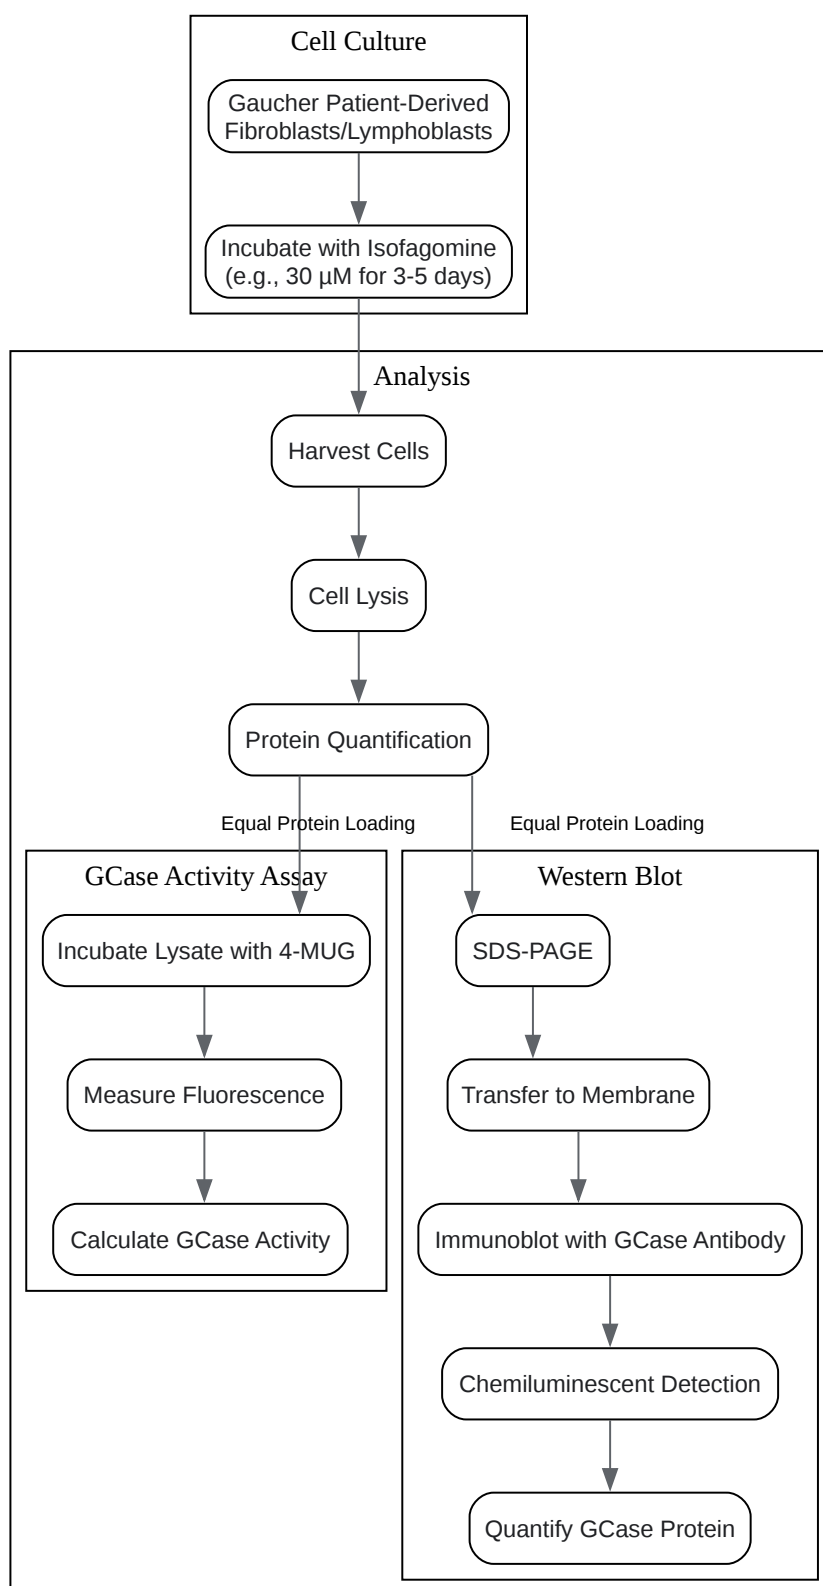 Cell Culture
Gaucher Patient-Derived
Fibroblasts/Lymphoblasts
Incubate with Isofagomine
(e.g., 30 µM for 3-5 days)
Analysis
Harvest Cells
Cell Lysis
Protein Quantification
Equal Protein Loading
Equal Protein Loading
GCase Activity Assay
Incubate Lysate with 4-MUG
Measure Fluorescence
Calculate GCase Activity
Western Blot
SDS-PAGE
Transfer to Membrane
Immunoblot with GCase Antibody
Chemiluminescent Detection
Quantify GCase Protein